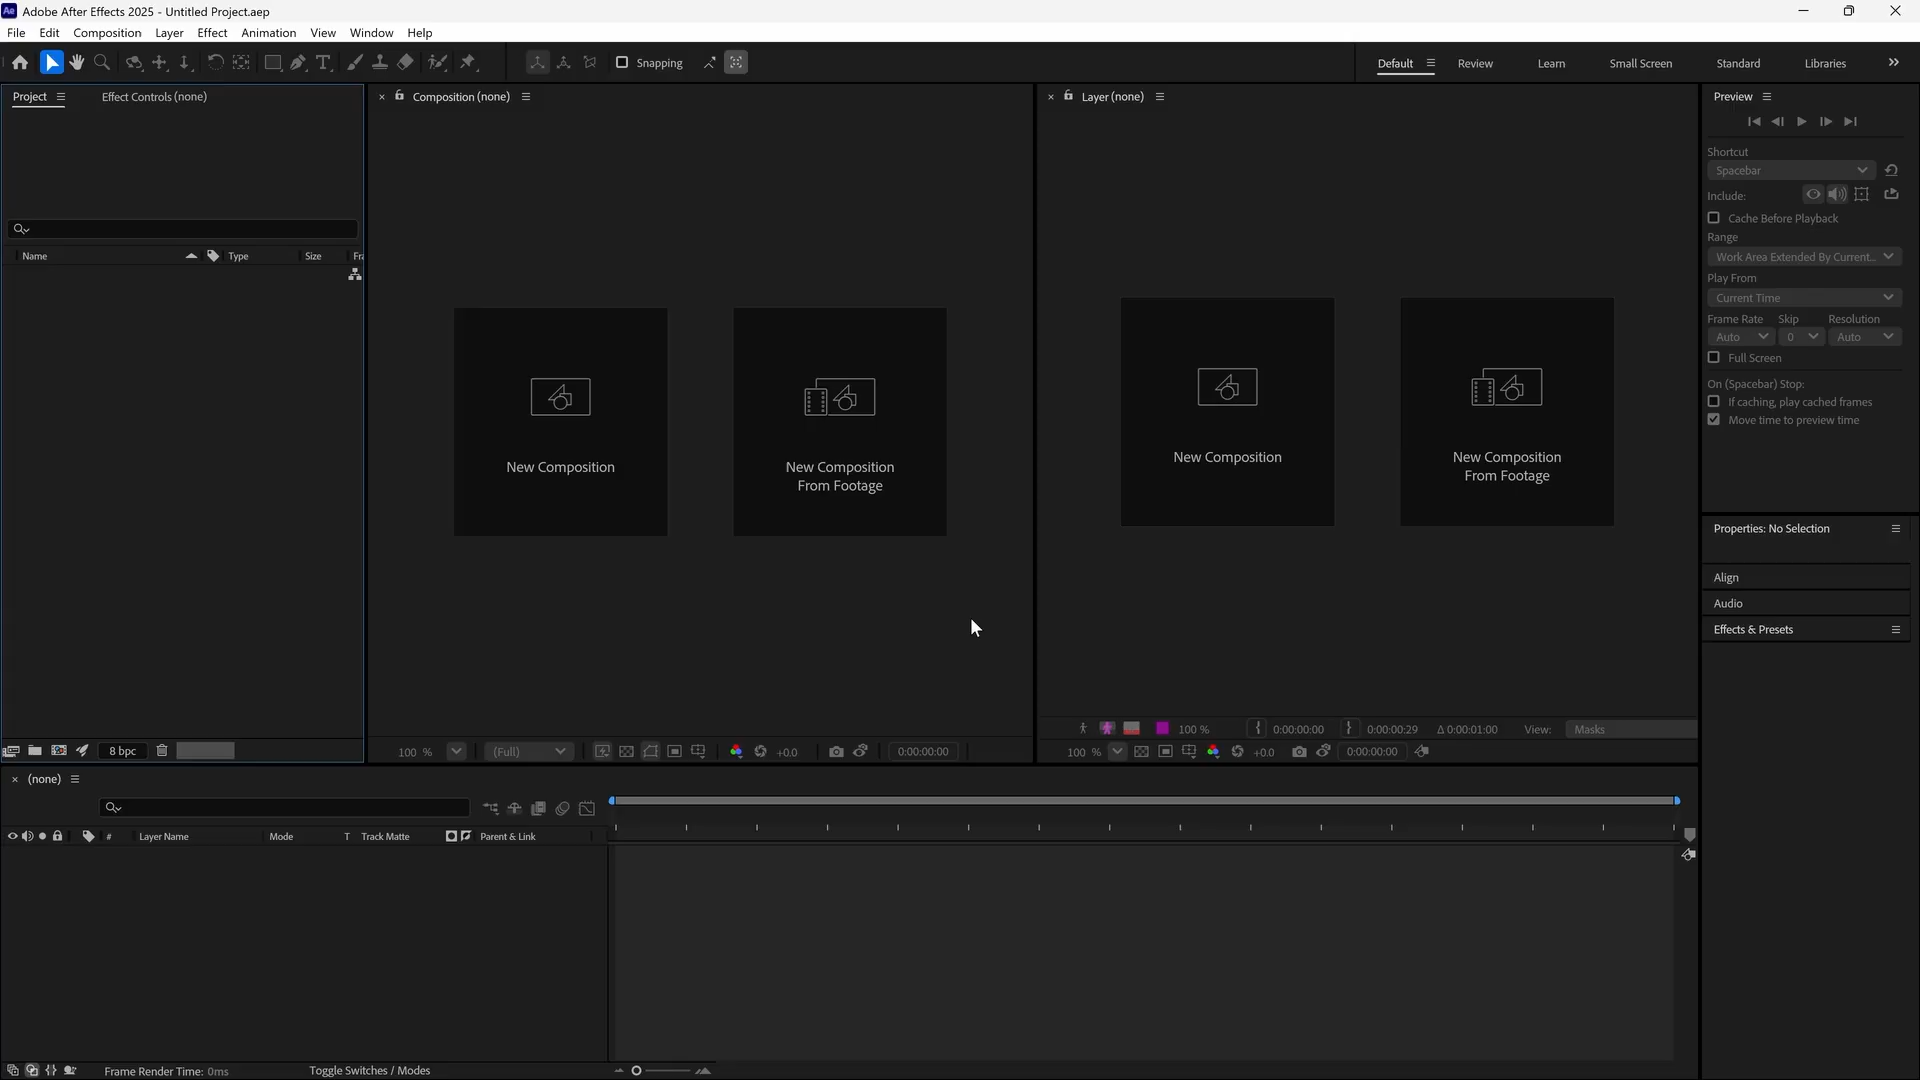 Ae Adobe After Effects 2025 - Untitled Project.aep
File Edit Composition Layer Effect Animation View Window Help
Snapping
Default Review Learn Small Screen Standard Libraries
Project Effect Controls (none)
Name Type Size Fra
8 bpc
Composition (none)
New Composition
New Composition
From Footage
100 % (Full) +0.0 0:00:00:00
Layer (none)
New Composition
New Composition
From Footage
100 % 0:00:00:00 0:00:00:29 Δ 0:00:01:00 View: Masks
100 % +0.0 0:00:00:00
Preview
Shortcut
Spacebar
Include:
Cache Before Playback
Range
Work Area Extended By Current...
Play From
Current Time
Frame Rate Skip Resolution
Auto 0 Auto
Full Screen
On (Spacebar) Stop:
If caching, play cached frames
Move time to preview time
Properties: No Selection
Align
Audio
Effects & Presets
(none)
# Layer Name Mode T Track Matte Parent & Link
Frame Render Time: 0ms Toggle Switches / Modes